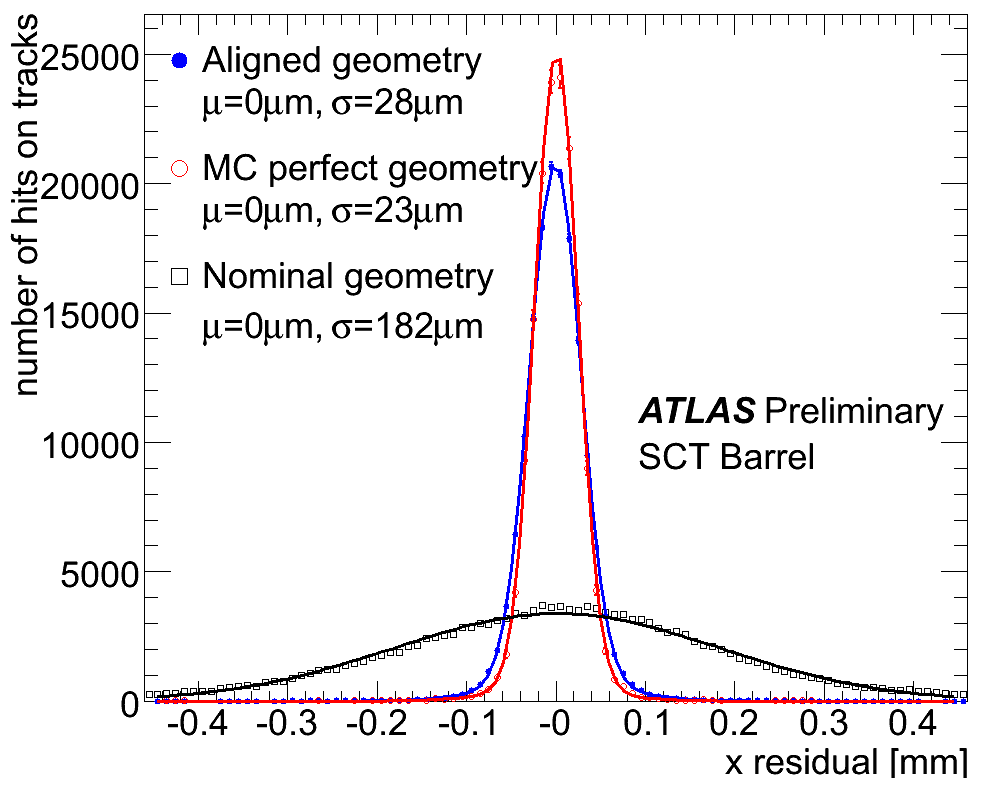 number of hits on tracks
25000
20000
15000
10000
5000
0
Aligned geometry
μ=0μm, σ=28μm
MC perfect geometry
μ=0μm, σ=23μm
Nominal geometry
μ=0μm, σ=182μm
ATLAS Preliminary
SCT Barrel
-0.4 -0.3 -0.2 -0.1 -0 0.1 0.2 0.3 0.4
x residual [mm]